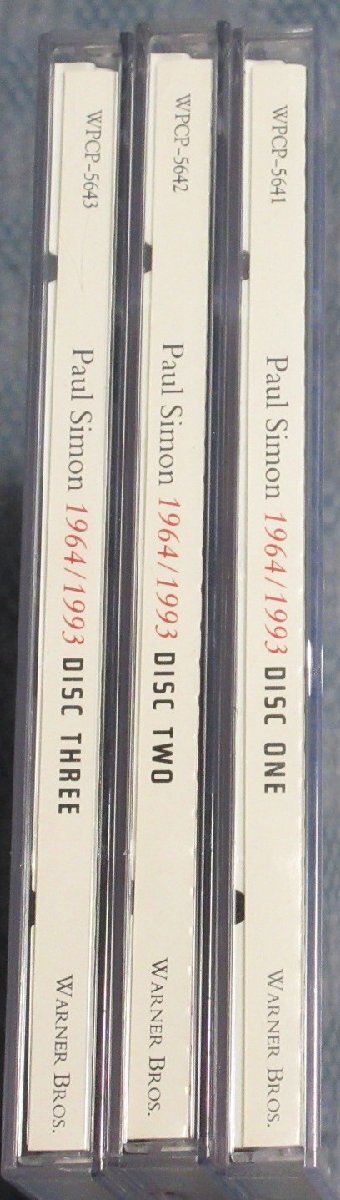 WPCP-5641 Paul Simon 1964/1993 DISC ONE WARNER BROS.
WPCP-5642 Paul Simon 1964/1993 DISC TWO WARNER BROS.
WPCP-5643 Paul Simon 1964/1993 DISC THREE WARNER BROS.